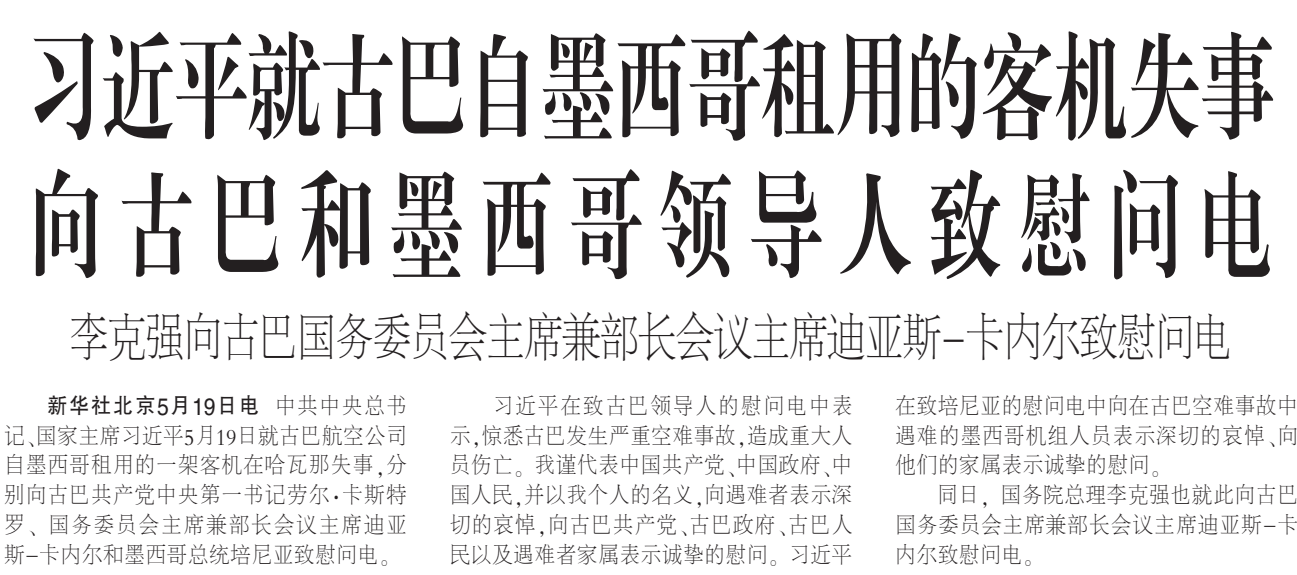 习近平就古巴自墨西哥租用的客机失事
向古巴和墨西哥领导人致慰问电
李克强向古巴国务委员会主席兼部长会议主席迪亚斯-卡内尔致慰问电
新华社北京5月19日电 中共中央总书
记、国家主席习近平5月19日就古巴航空公司
自墨西哥租用的一架客机在哈瓦那失事,分
别向古巴共产党中央第一书记劳尔·卡斯特
罗、国务委员会主席兼部长会议主席迪亚
斯-卡内尔和墨西哥总统培尼亚致慰问电。
习近平在致古巴领导人的慰问电中表
示,惊悉古巴发生严重空难事故,造成重大人
员伤亡。我谨代表中国共产党、中国政府、中
国人民,并以我个人的名义,向遇难者表示深
切的哀悼,向古巴共产党、古巴政府、古巴人
民以及遇难者家属表示诚挚的慰问。习近平
在致培尼亚的慰问电中向在古巴空难事故中
遇难的墨西哥机组人员表示深切的哀悼、向
他们的家属表示诚挚的慰问。
同日,国务院总理李克强也就此向古巴
国务委员会主席兼部长会议主席迪亚斯-卡
内尔致慰问电。